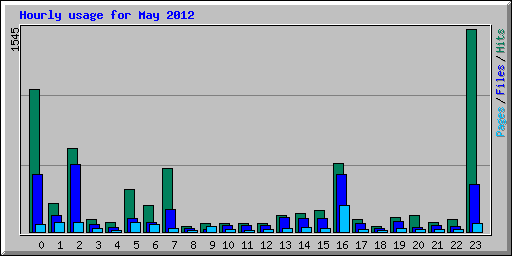 Hourly usage for May 2012
1545
Pages/Files/Hits
0 1 2 3 4 5 6 7 8 9 10 11 12 13 14 15 16 17 18 19 20 21 22 23